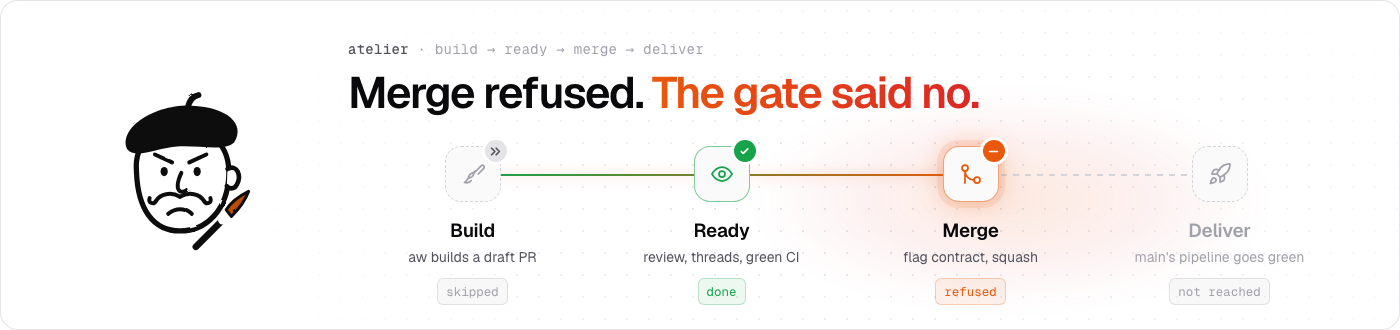 atelier · build → ready → merge → deliver
Merge refused. The gate said no.
Build
aw builds a draft PR
skipped
Ready
review, threads, green CI
done
Merge
flag contract, squash
refused
Deliver
main's pipeline goes green
not reached